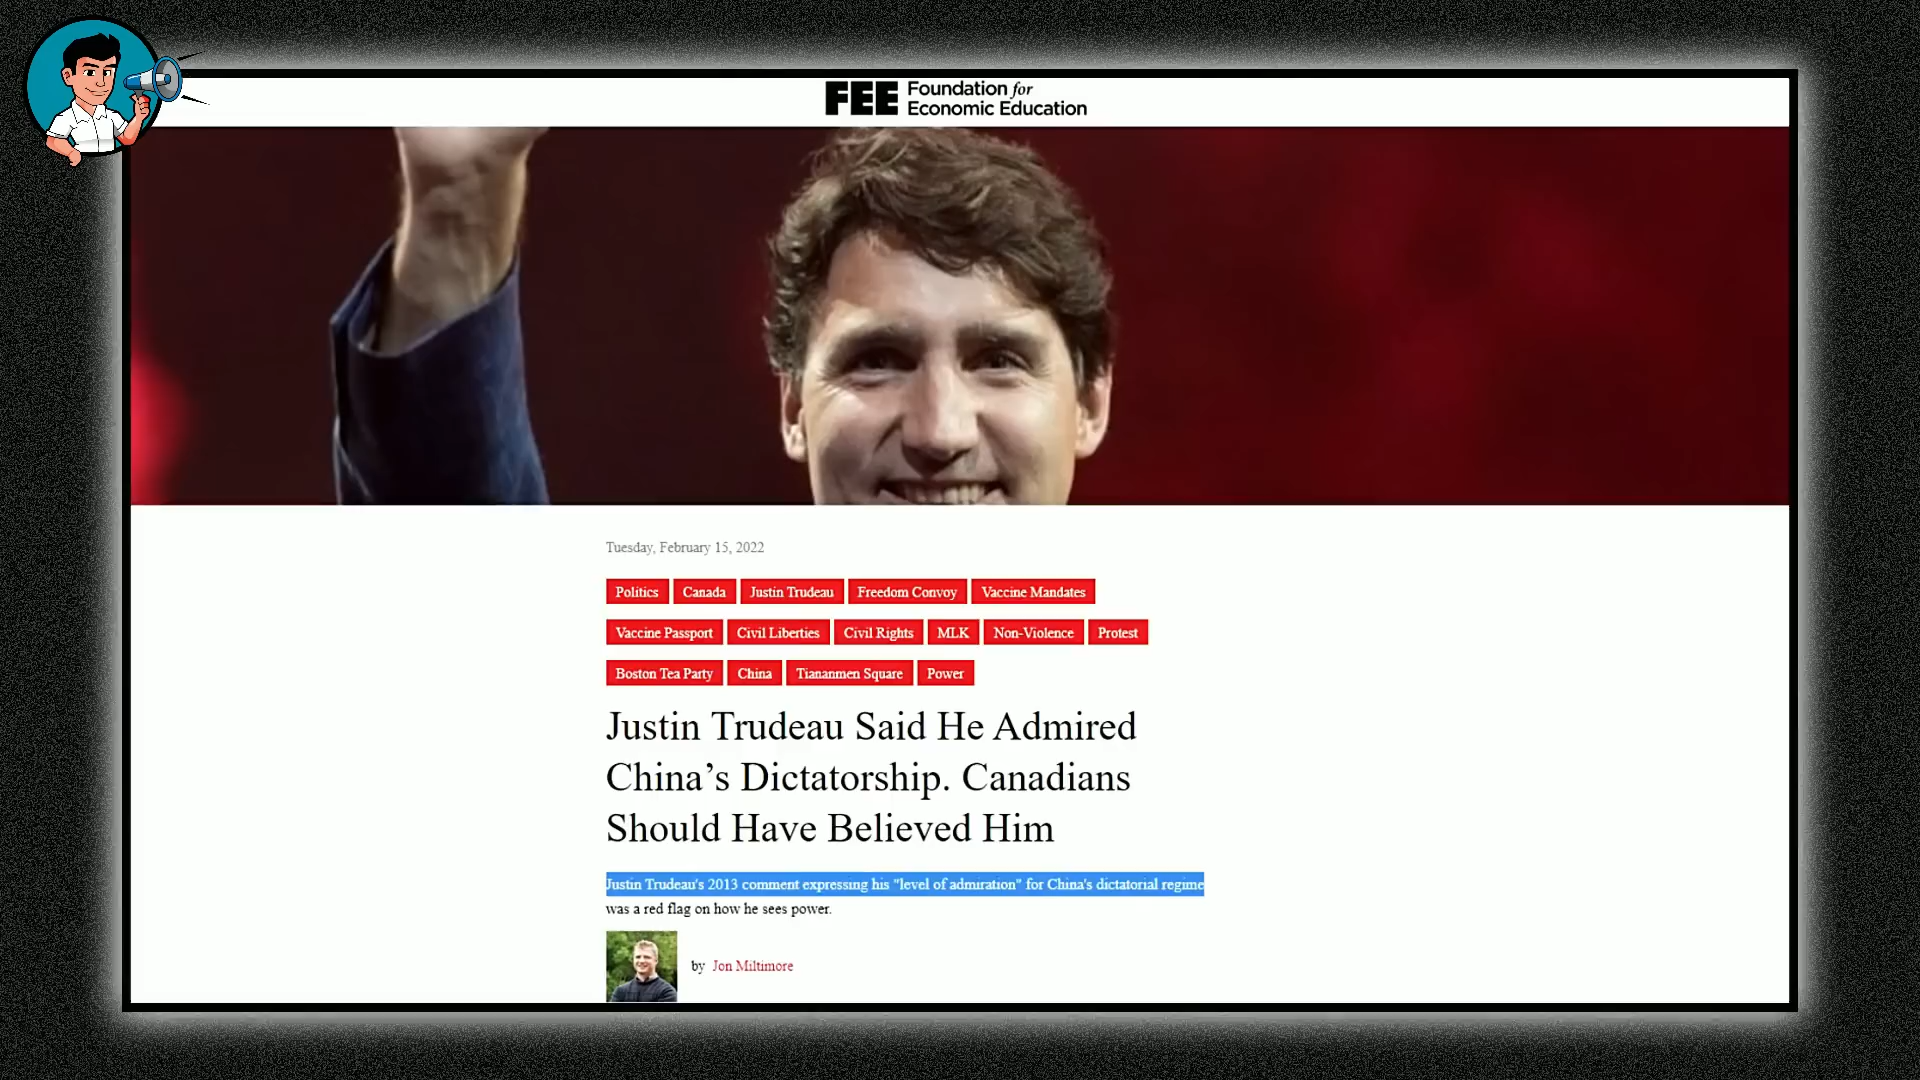 FEE Foundation for
Economic Education
Tuesday, February 15, 2022
Politics Canada Justin Trudeau Freedom Convoy Vaccine Mandates
Vaccine Passport Civil Liberties Civil Rights MLK Non-Violence Protest
Boston Tea Party China Tiananmen Square Power
Justin Trudeau Said He Admired
China’s Dictatorship. Canadians
Should Have Believed Him
Justin Trudeau's 2013 comment expressing his "level of admiration" for China's dictatorial regime
was a red flag on how he sees power.
by Jon Miltimore